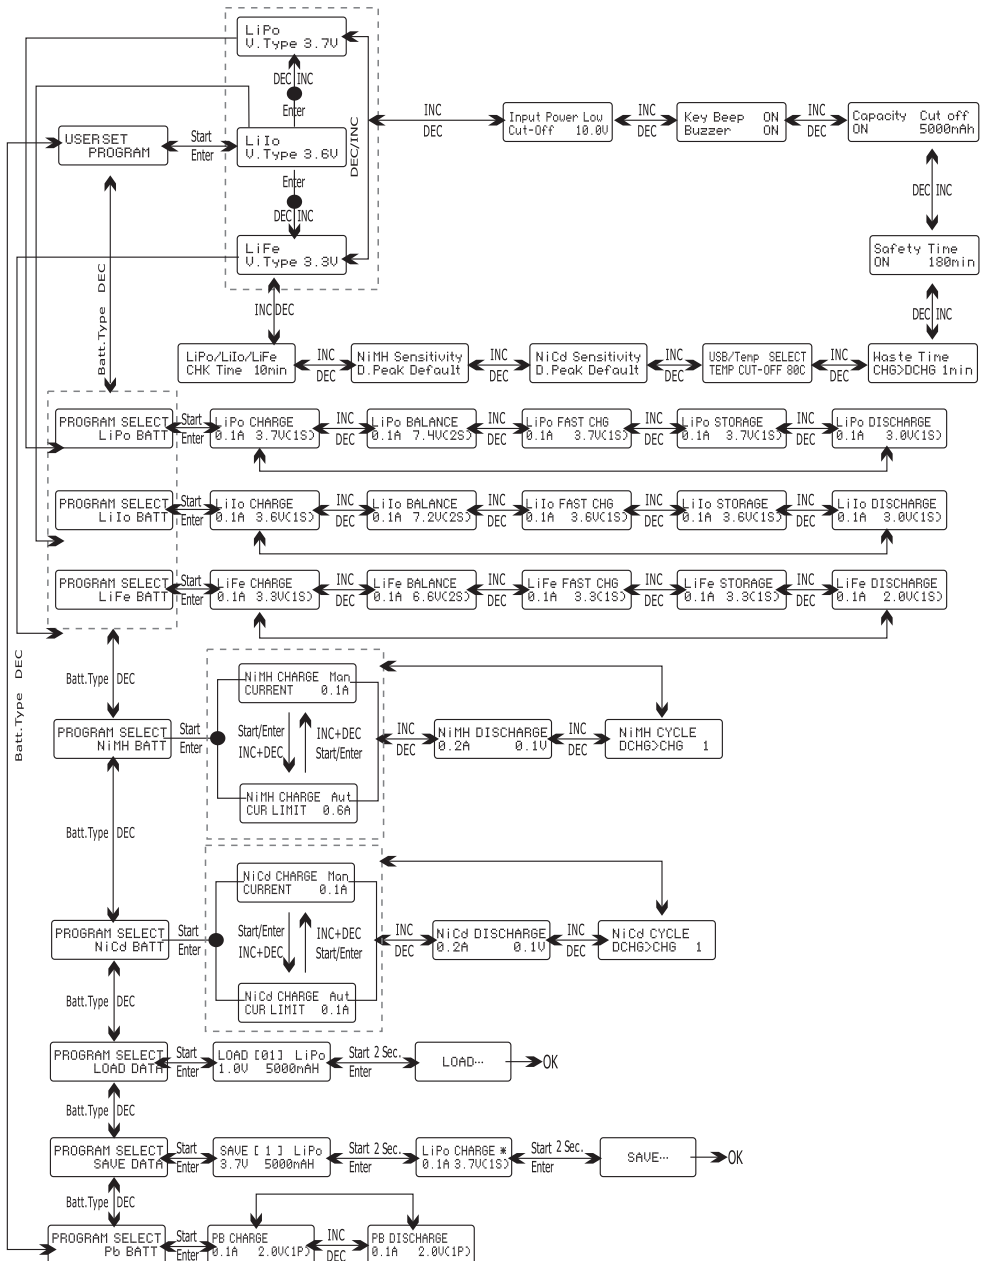 LiPo
V.Type 3.7V
DEC INC
Enter
USERSET
PROGRAM
Start
Enter
LiIo
V.Type 3.6V
DEC/INC
INC
DEC
Input Power Low
Cut-Off 10.0V
INC
DEC
Key Beep ON
Buzzer ON
INC
DEC
Capacity Cut off
ON 5000mAh
Enter
DEC INC
LiFe
V.Type 3.3V
DEC INC
Safety Time
ON 180min
Batt.Type DEC
INC DEC
DEC INC
LiPo/LiIo/LiFe
CHK Time 10min
INC
DEC
NiMH Sensitivity
D.Peak Default
INC
DEC
NiCd Sensitivity
D.Peak Default
INC
DEC
USB/Temp SELECT
TEMP CUT-OFF 80C
INC
DEC
Waste Time
CHG>DCHG 1min
PROGRAM SELECT
LiPo BATT
Start
Enter
LiPo CHARGE
0.1A 3.7V(1S)
INC
DEC
LiPo BALANCE
0.1A 7.4V(2S)
INC
DEC
LiPo FAST CHG
0.1A 3.7V(1S)
INC
DEC
LiPo STORAGE
0.1A 3.7V(1S)
INC
DEC
LiPo DISCHARGE
0.1A 3.0V(1S)
PROGRAM SELECT
LiIo BATT
Start
Enter
LiIo CHARGE
0.1A 3.6V(1S)
INC
DEC
LiIo BALANCE
0.1A 7.2V(2S)
INC
DEC
LiIo FAST CHG
0.1A 3.6V(1S)
INC
DEC
LiIo STORAGE
0.1A 3.6V(1S)
INC
DEC
LiIo DISCHARGE
0.1A 3.0V(1S)
PROGRAM SELECT
LiFe BATT
Start
Enter
LiFe CHARGE
0.1A 3.3V(1S)
INC
DEC
LiFe BALANCE
0.1A 6.6V(2S)
INC
DEC
LiFe FAST CHG
0.1A 3.3(1S)
INC
DEC
LiFe STORAGE
0.1A 3.3(1S)
INC
DEC
LiFe DISCHARGE
0.1A 2.0V(1S)
Batt.Type DEC
Batt.Type DEC
NiMH CHARGE Man
CURRENT 0.1A
PROGRAM SELECT
NiMH BATT
Start
Enter
Start/Enter
INC+DEC
INC+DEC
Start/Enter
INC
DEC
NiMH DISCHARGE
0.2A 0.1V
INC
DEC
NiMH CYCLE
DCHG>CHG 1
NiMH CHARGE Aut
CUR LIMIT 0.6A
Batt.Type DEC
NiCd CHARGE Man
CURRENT 0.1A
PROGRAM SELECT
NiCd BATT
Start
Enter
Start/Enter
INC+DEC
INC+DEC
Start/Enter
INC
DEC
NiCd DISCHARGE
0.2A 0.1V
INC
DEC
NiCd CYCLE
DCHG>CHG 1
NiCd CHARGE Aut
CUR LIMIT 0.1A
Batt.Type DEC
PROGRAM SELECT
LOAD DATA
Start
Enter
LOAD [01] LiPo
1.0V 5000mAH
Start 2 Sec.
Enter
LOAD···
OK
Batt.Type DEC
PROGRAM SELECT
SAVE DATA
Start
Enter
SAVE [ 1 ] LiPo
3.7V 5000mAH
Start 2 Sec.
Enter
LiPo CHARGE *
0.1A 3.7V(1S)
Start 2 Sec.
Enter
SAVE···
OK
Batt.Type DEC
PROGRAM SELECT
Pb BATT
Start
Enter
PB CHARGE
0.1A 2.0V(1P)
INC
DEC
PB DISCHARGE
0.1A 2.0V(1P)